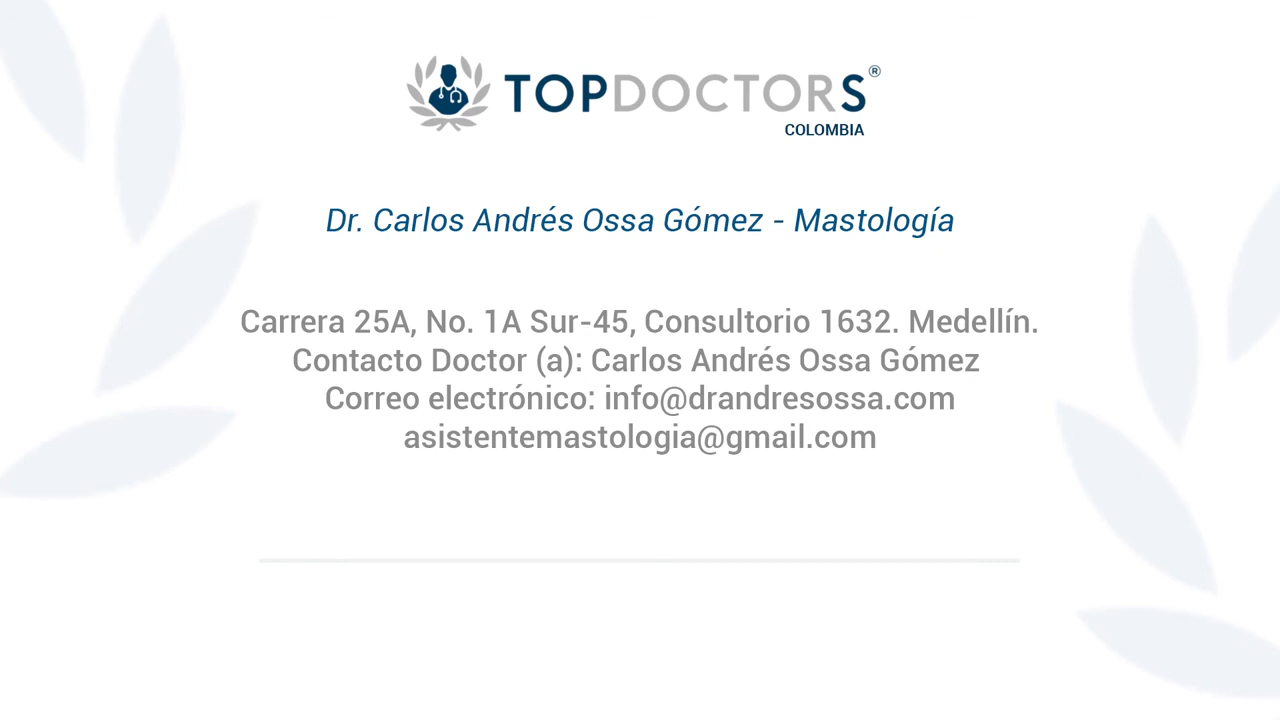 TOPDOCTORS®
COLOMBIA
Dr. Carlos Andrés Ossa Gómez - Mastología
Carrera 25A, No. 1A Sur-45, Consultorio 1632. Medellín.
Contacto Doctor (a): Carlos Andrés Ossa Gómez
Correo electrónico: info@drandresossa.com
asistentemastologia@gmail.com